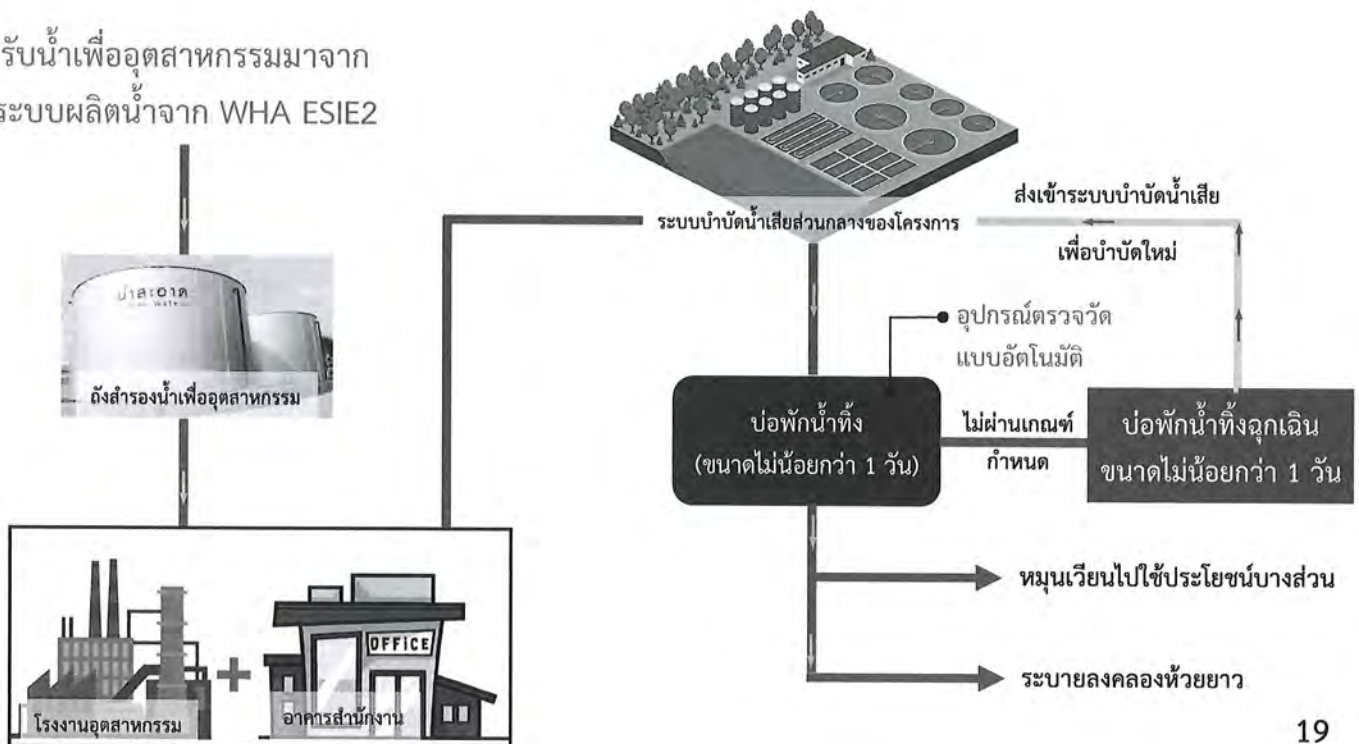 รับน้ำเพื่ออุตสาหกรรมมาจาก
ระบบผลิตน้ำจาก WHA ESIE2
น้ำสะอาด
ถังสำรองน้ำเพื่ออุตสาหกรรม
OFFICE
โรงงานอุตสาหกรรม
อาคารสำนักงาน
ระบบบำบัดน้ำเสียส่วนกลางของโครงการ
ส่งเข้าระบบบำบัดน้ำเสีย
เพื่อบำบัดใหม่
อุปกรณ์ตรวจวัด
แบบอัตโนมัติ
บ่อพักน้ำทิ้ง
(ขนาดไม่น้อยกว่า 1 วัน)
ไม่ผ่านเกณฑ์
กำหนด
บ่อพักน้ำทิ้งฉุกเฉิน
ขนาดไม่น้อยกว่า 1 วัน
หมุนเวียนไปใช้ประโยชน์บางส่วน
ระบายลงคลองห้วยยาว
19